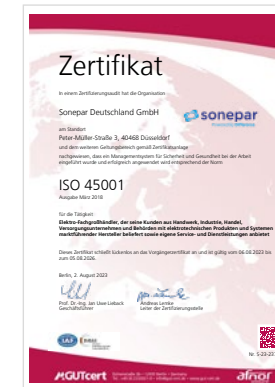 Zertifikat
In einem Zertifizierungsaudit hat die Organisation
Sonepar Deutschland GmbH
sonepar
Powered by Difference
am Standort
Peter-Müller-Straße 3, 40468 Düsseldorf
und dem weiteren Geltungsbereich gemäß Zertifikatsanlage
nachgewiesen, dass ein Managementsystem für Sicherheit und Gesundheit bei der Arbeit
eingeführt wurde und erfolgreich angewendet wird entsprechend der Norm
ISO 45001
Ausgabe März 2018
für die Tätigkeit
Elektro-Fachgroßhändler, der seine Kunden aus Handwerk, Industrie, Handel,
Versorgungsunternehmen und Behörden mit elektrotechnischen Produkten und Systemen
marktführender Hersteller beliefert sowie eigene Service- und Dienstleistungen anbietet
Dieses Zertifikat schließt lückenlos an das Vorgängerzertifikat an und ist gültig vom 06.08.2023 bis
zum 05.08.2026.
Berlin, 2. August 2023
Prof. Dr.-Ing. Jan Uwe Lieback
Geschäftsführer
Andreas Lemke
Leiter der Zertifizierungsstelle
IAF
GUTcert
afnor